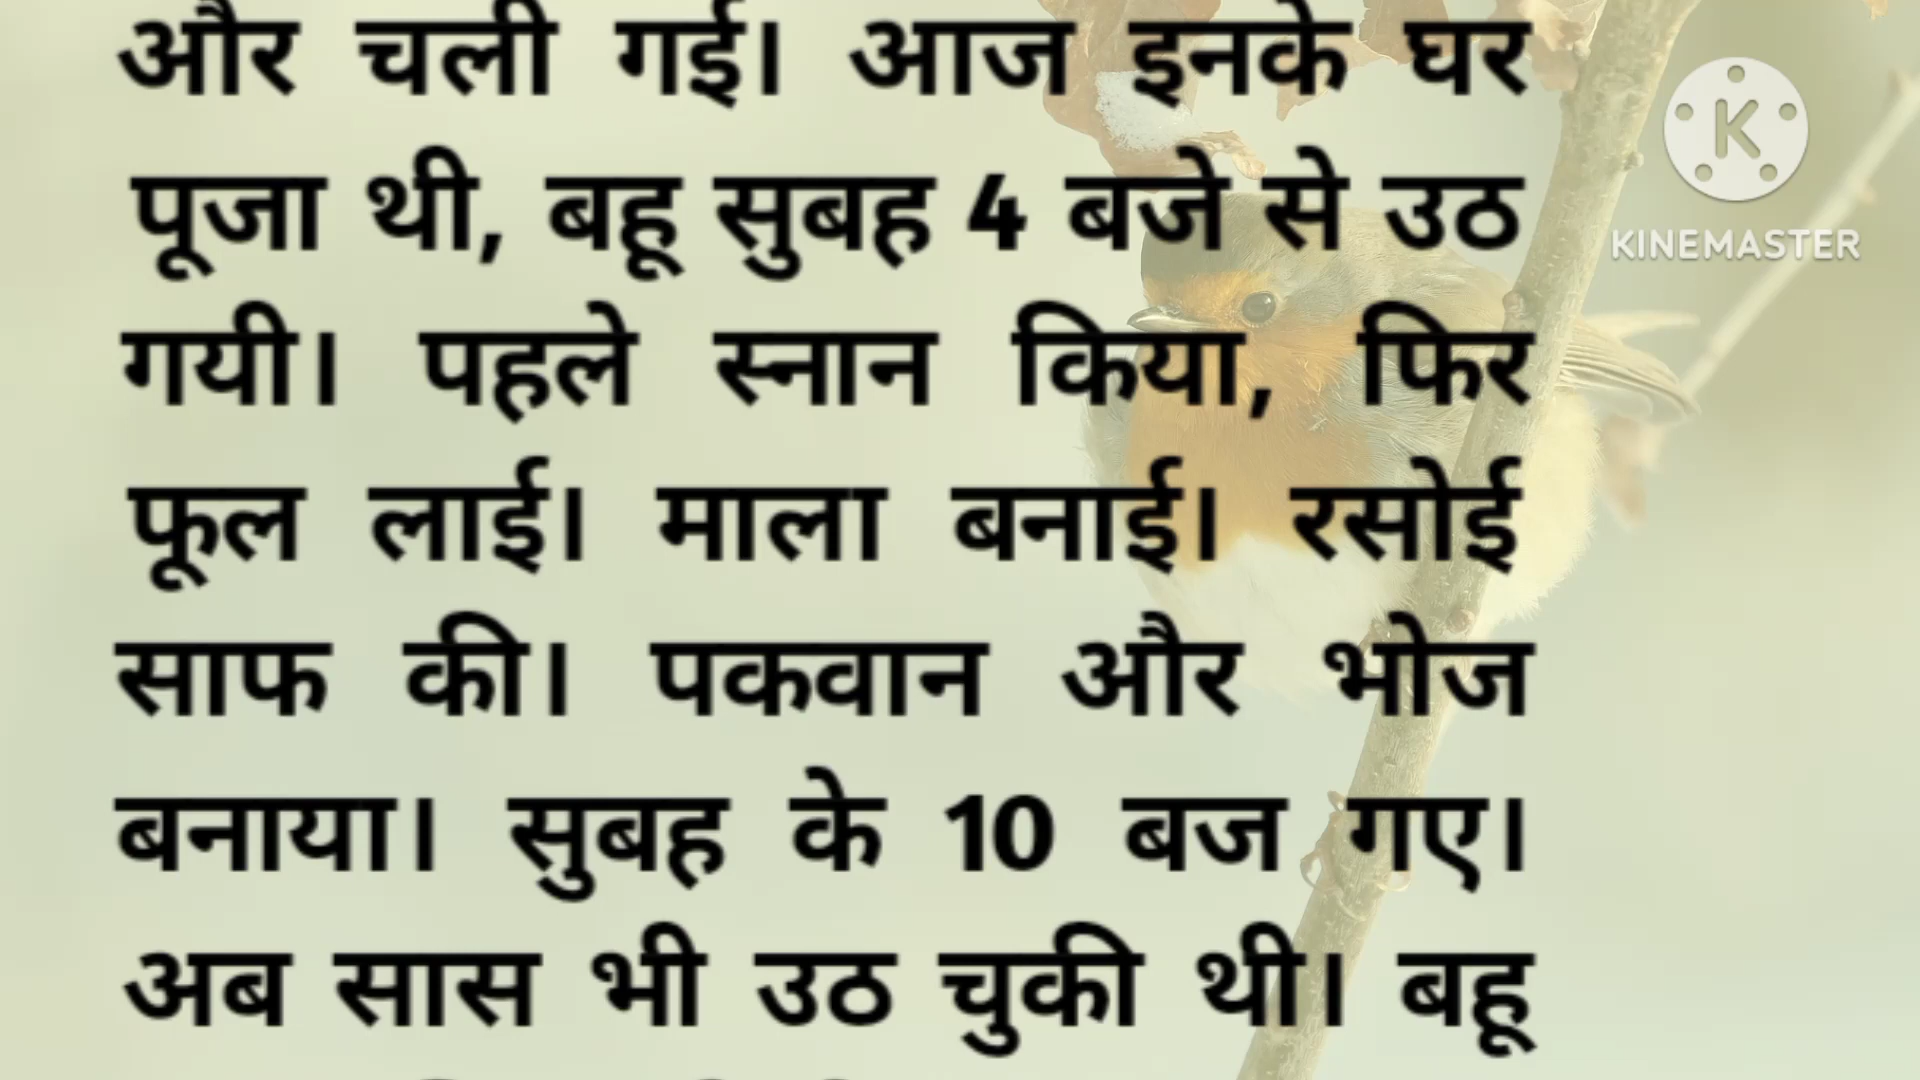 और चली गई। आज इनके घर
पूजा थी, बहू सुबह 4 बजे से उठ
गयी। पहले स्नान किया, फिर
फूल लाई। माला बनाई। रसोई
साफ की। पकवान और भोज
बनाया। सुबह के 10 बज गए।
अब सास भी उठ चुकी थी। बहू
K
KINEMASTER